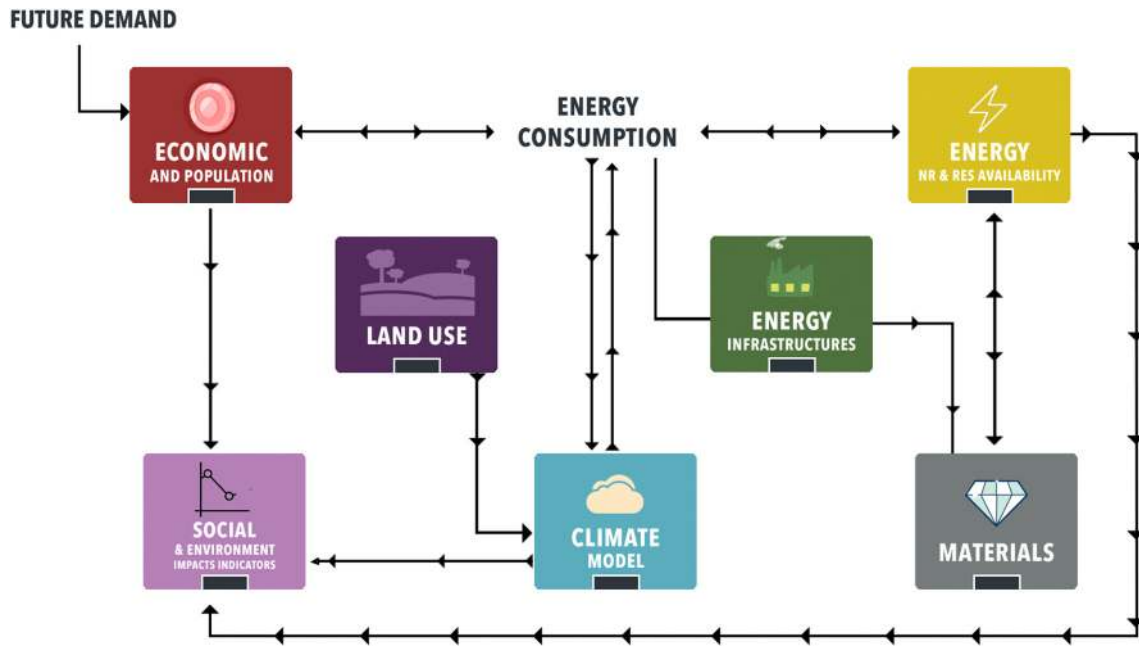 FUTURE DEMAND
ECONOMIC
AND POPULATION
ENERGY
CONSUMPTION
ENERGY
NR & RES AVAILABILITY
LAND USE
ENERGY
INFRASTRUCTURES
SOCIAL
& ENVIRONMENT
IMPACTS INDICATORS
CLIMATE
MODEL
MATERIALS